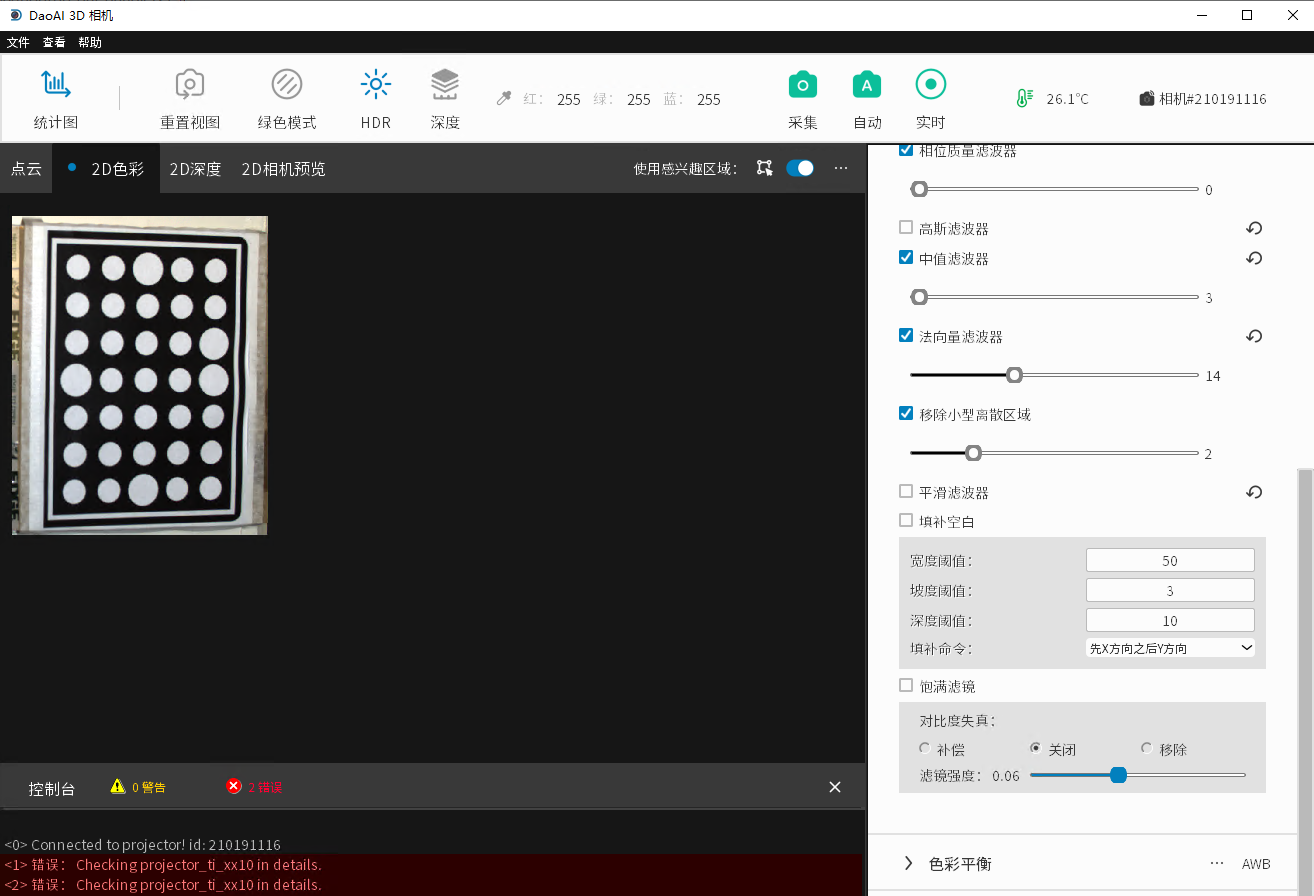 DaoAI 3D 相机
文件 查看 帮助
统计图 重置视图 绿色模式 HDR 深度 红: 255 绿: 255 蓝: 255 采集 自动 实时 26.1℃ 相机#210191116
点云 2D色彩 2D深度 2D相机预览 使用感兴趣区域: ...
相位质量滤波器
0
高斯滤波器
中值滤波器
3
法向量滤波器
14
移除小型离散区域
2
平滑滤波器
填补空白
宽度阈值: 50
坡度阈值: 3
深度阈值: 10
填补命令: 先X方向之后Y方向
饱满滤镜
对比度失真:
补偿 关闭 移除
滤镜强度: 0.06
色彩平衡 ... AWB
控制台 0 警告 2 错误
<0> Connected to projector! id: 210191116
<1> 错误: Checking projector_ti_xx10 in details.
<2> 错误: Checking projector_ti_xx10 in details.